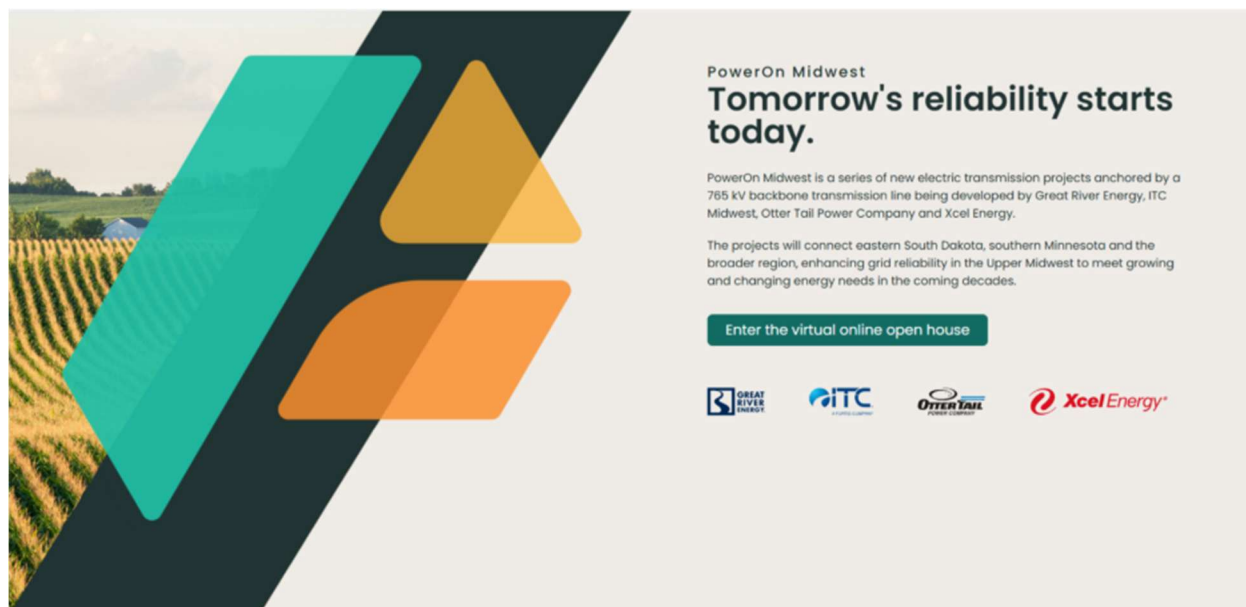 PowerOn Midwest
Tomorrow's reliability starts
today.
PowerOn Midwest is a series of new electric transmission projects anchored by a
765 kV backbone transmission line being developed by Great River Energy, ITC
Midwest, Otter Tail Power Company and Xcel Energy.
The projects will connect eastern South Dakota, southern Minnesota and the
broader region, enhancing grid reliability in the Upper Midwest to meet growing
and changing energy needs in the coming decades.
Enter the virtual online open house
GREAT
RIVER
ENERGY
ITC
A FORTIS COMPANY
OTTER TAIL
POWER COMPANY
Xcel Energy